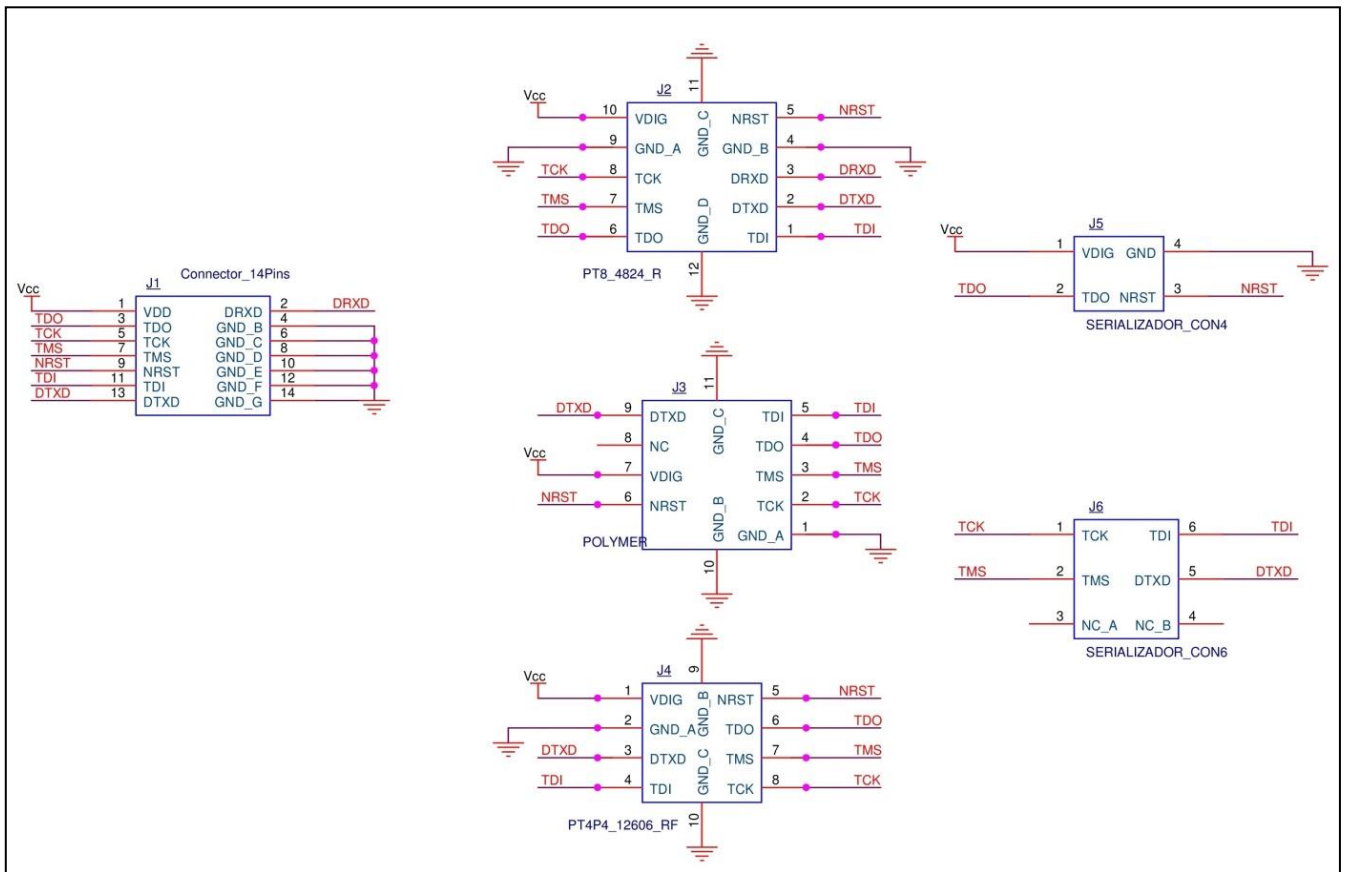 J2
PT8_4824_R
11
GND_C
Vcc
10 VDIG NRST 5 NRST
9 GND_A GND_B 4
TCK 8 TCK DRXD 3 DRXD
TMS 7 TMS DTXD 2 DTXD
TDO 6 TDO TDI 1 TDI
GND_D
12
J1
Connector_14Pins
Vcc
1 VDD DRXD 2 DRXD
TDO 3 TDO GND_B 4
TCK 5 TCK GND_C 6
TMS 7 TMS GND_D 8
NRST 9 NRST GND_E 10
TDI 11 TDI GND_F 12
DTXD 13 DTXD GND_G 14
J3
11
GND_C
DTXD 9 DTXD TDI 5 TDI
8 NC TDO 4 TDO
Vcc
7 VDIG TMS 3 TMS
NRST 6 NRST TCK 2 TCK
GND_A 1
GND_B
10
POLYMER
J4
9
GND_B
Vcc
1 VDIG NRST 5 NRST
2 GND_A TDO 6 TDO
DTXD 3 DTXD TMS 7 TMS
TDI 4 TDI TCK 8 TCK
GND_C
10
PT4P4_12606_RF
J5
Vcc
1 VDIG GND 4
TDO 2 TDO NRST 3 NRST
SERIALIZADOR_CON4
J6
TCK 1 TCK TDI 6 TDI
TMS 2 TMS DTXD 5 DTXD
3 NC_A NC_B 4
SERIALIZADOR_CON6